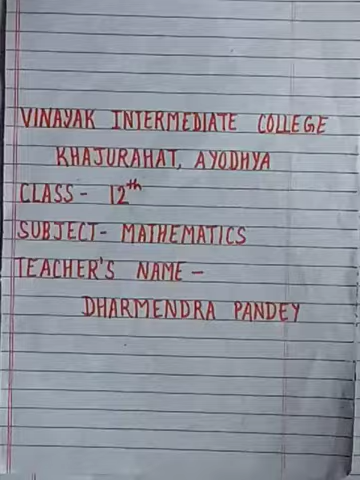 VINAYAK INTERMEDIATE COLLEGE
KHAJURAHAT, AYODHYA
CLASS - 12th
SUBJECT - MATHEMATICS
TEACHER'S NAME -
DHARMENDRA PANDEY